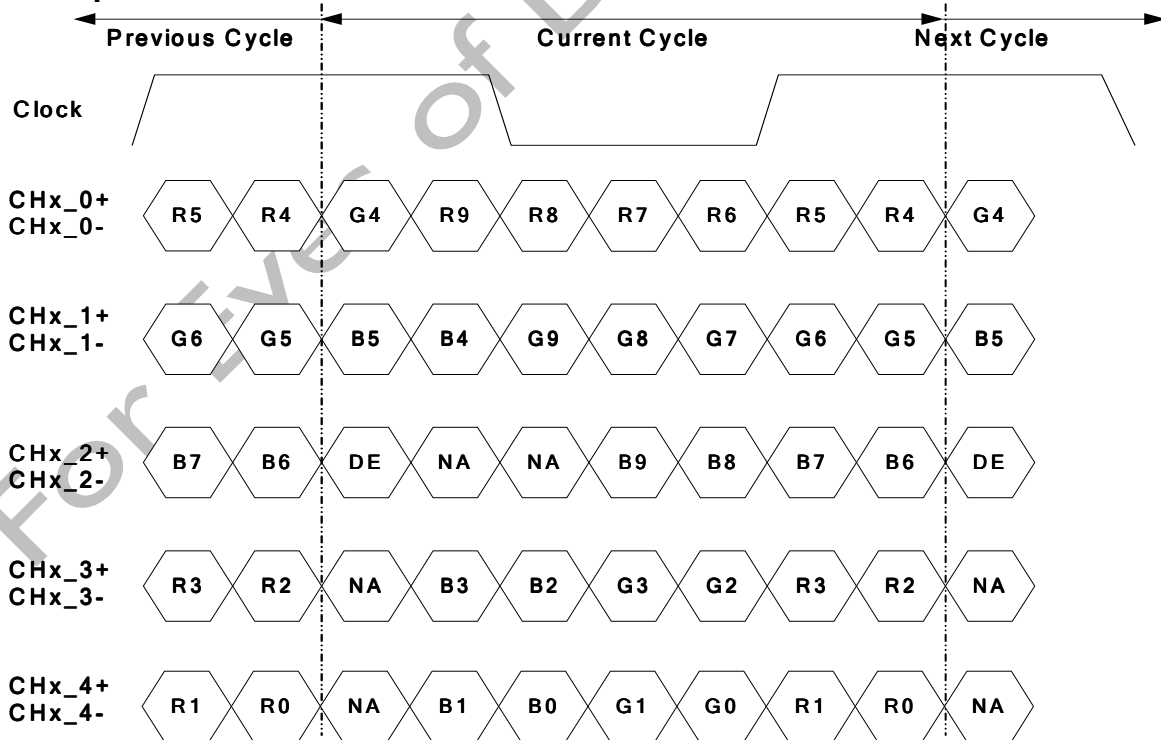 Previous Cycle Current Cycle Next Cycle
Clock
CHx_0+
CHx_0-
R5 R4 G4 R9 R8 R7 R6 R5 R4 G4
CHx_1+
CHx_1-
G6 G5 B5 B4 G9 G8 G7 G6 G5 B5
CHx_2+
CHx_2-
B7 B6 DE NA NA B9 B8 B7 B6 DE
CHx_3+
CHx_3-
R3 R2 NA B3 B2 G3 G2 R3 R2 NA
CHx_4+
CHx_4-
R1 R0 NA B1 B0 G1 G0 R1 R0 NA
For Ever of